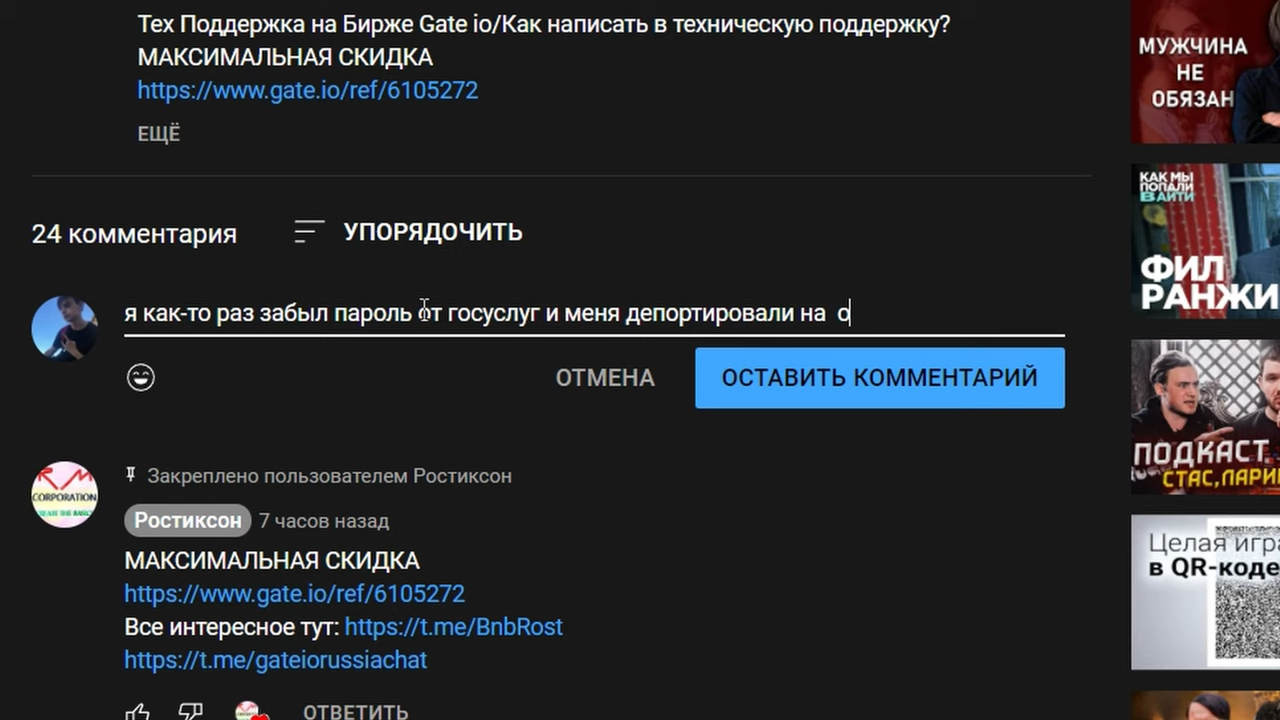 Тех Поддержка на Бирже Gate io/Как написать в техническую поддержку?
МАКСИМАЛЬНАЯ СКИДКА
https://www.gate.io/ref/6105272
ЕЩЁ
24 комментария
УПОРЯДОЧИТЬ
я как-то раз забыл пароль от госуслуг и меня депортировали на о
ОТМЕНА
ОСТАВИТЬ КОММЕНТАРИЙ
Закреплено пользователем Ростиксон
Ростиксон 7 часов назад
МАКСИМАЛЬНАЯ СКИДКА
https://www.gate.io/ref/6105272
Все интересное тут: https://t.me/BnbRost
https://t.me/gateiorussiachat
ОТВЕТИТЬ
RM
CORPORATION
МУЖЧИНА
НЕ
ОБЯЗАН
КАК МЫ
ПОПАЛИ
В АЙТИ
ФИЛ
РАНЖИ
ПОДКАСТ
СТАС, ЛАРИ
Целая игра
в QR-коде